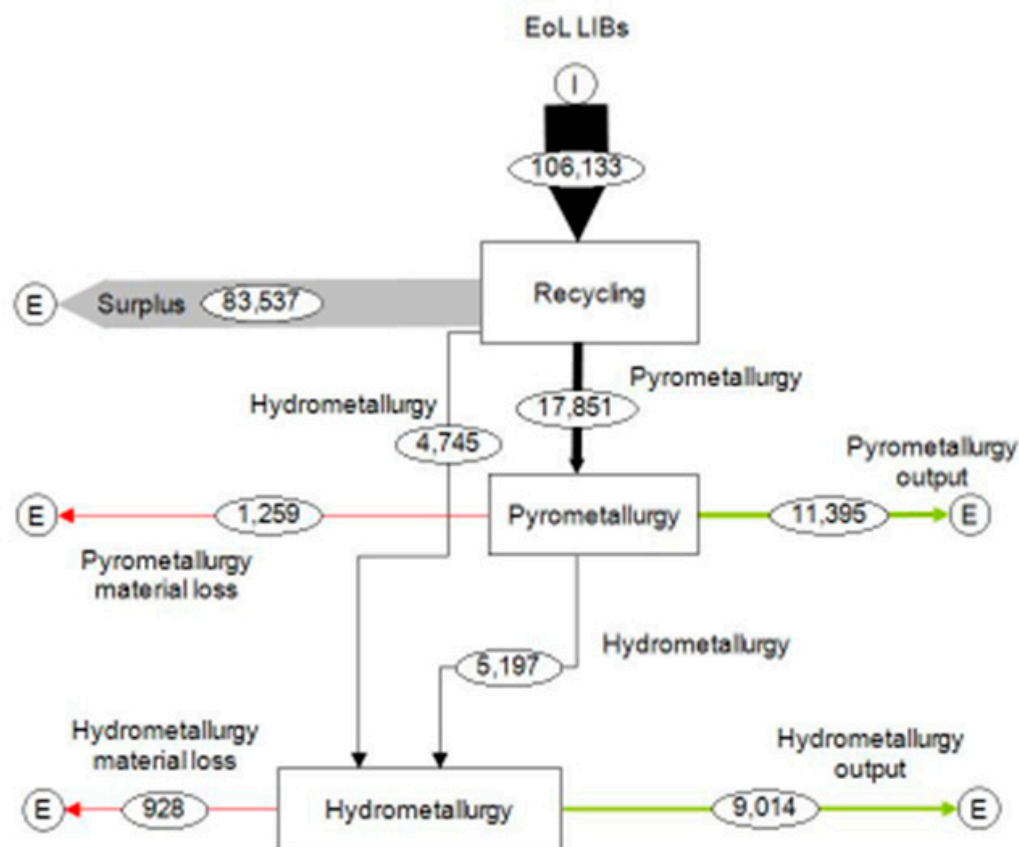 EoL LIBs
I
106,133
Recycling
E
Surplus
83,537
Pyrometallurgy
Hydrometallurgy
17,851
4,745
Pyrometallurgy
output
E
1,259
Pyrometallurgy
11,395
E
Pyrometallurgy
material loss
Hydrometallurgy
5,197
Hydrometallurgy
material loss
Hydrometallurgy
output
E
928
Hydrometallurgy
9,014
E